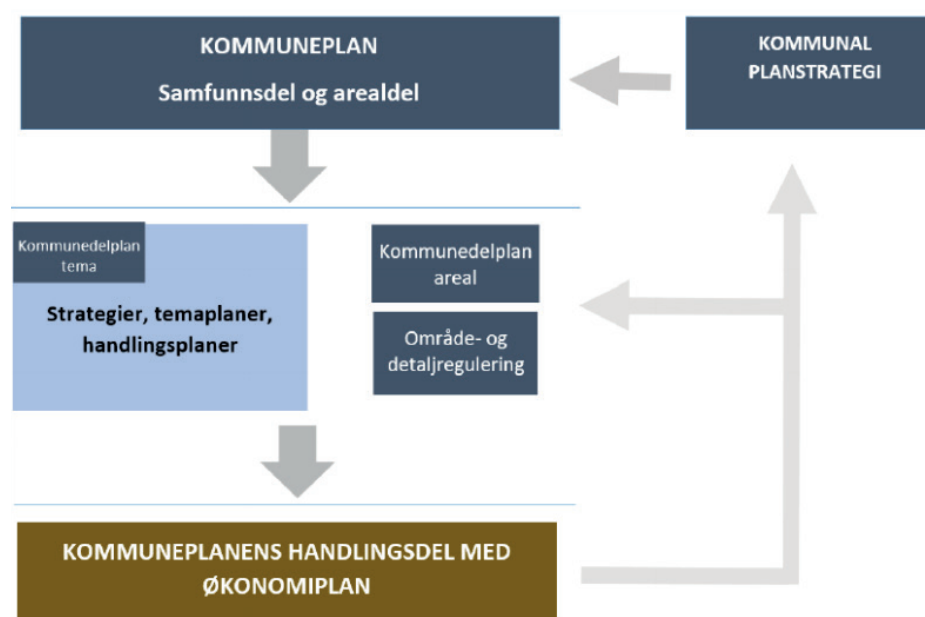 KOMMUNEPLAN
Samfunnsdel og arealdel
KOMMUNAL
PLANSTRATEGI
Kommunedelplan
tema
Strategier, temaplaner,
handlingsplaner
Kommunedelplan
areal
Område- og
detaljregulering
KOMMUNEPLANENS HANDLINGSDEL MED
ØKONOMIPLAN